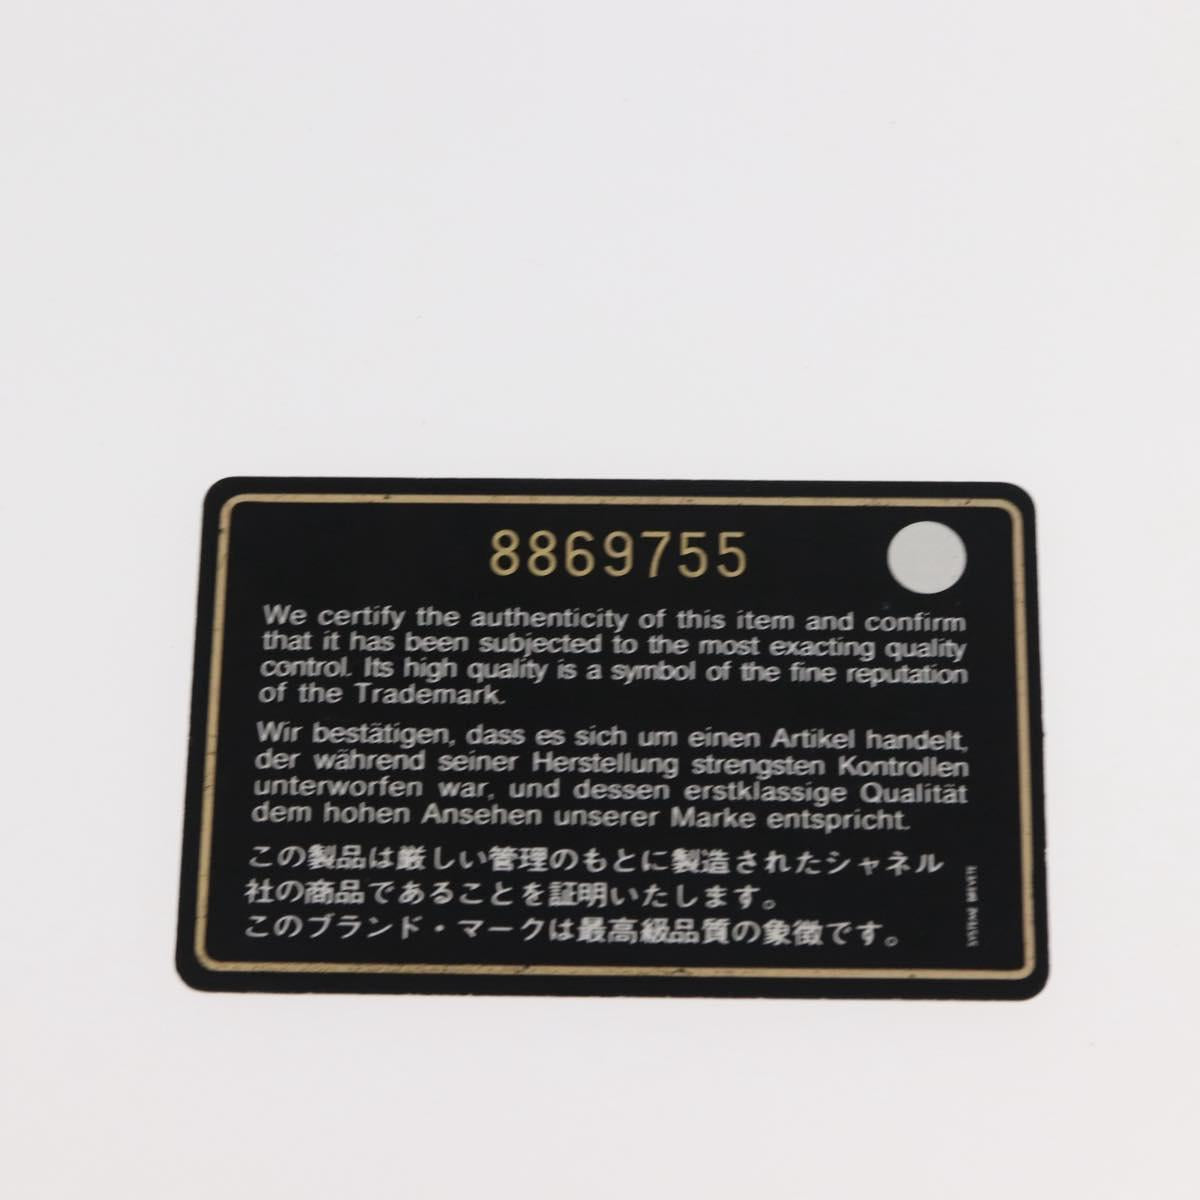 8869755
We certify the authenticity of this item and confirm
that it has been subjected to the most exacting quality
control. Its high quality is a symbol of the fine reputation
of the Trademark.
Wir bestätigen, dass es sich um einen Artikel handelt,
der während seiner Herstellung strengsten Kontrollen
unterworfen war, und dessen erstklassige Qualität
dem hohen Ansehen unserer Marke entspricht.
この製品は厳しい管理のもとに製造されたシャネル
社の商品であることを証明いたします。
このブランド・マークは最高級品質の象徴です。
SYSTEME BREVETE